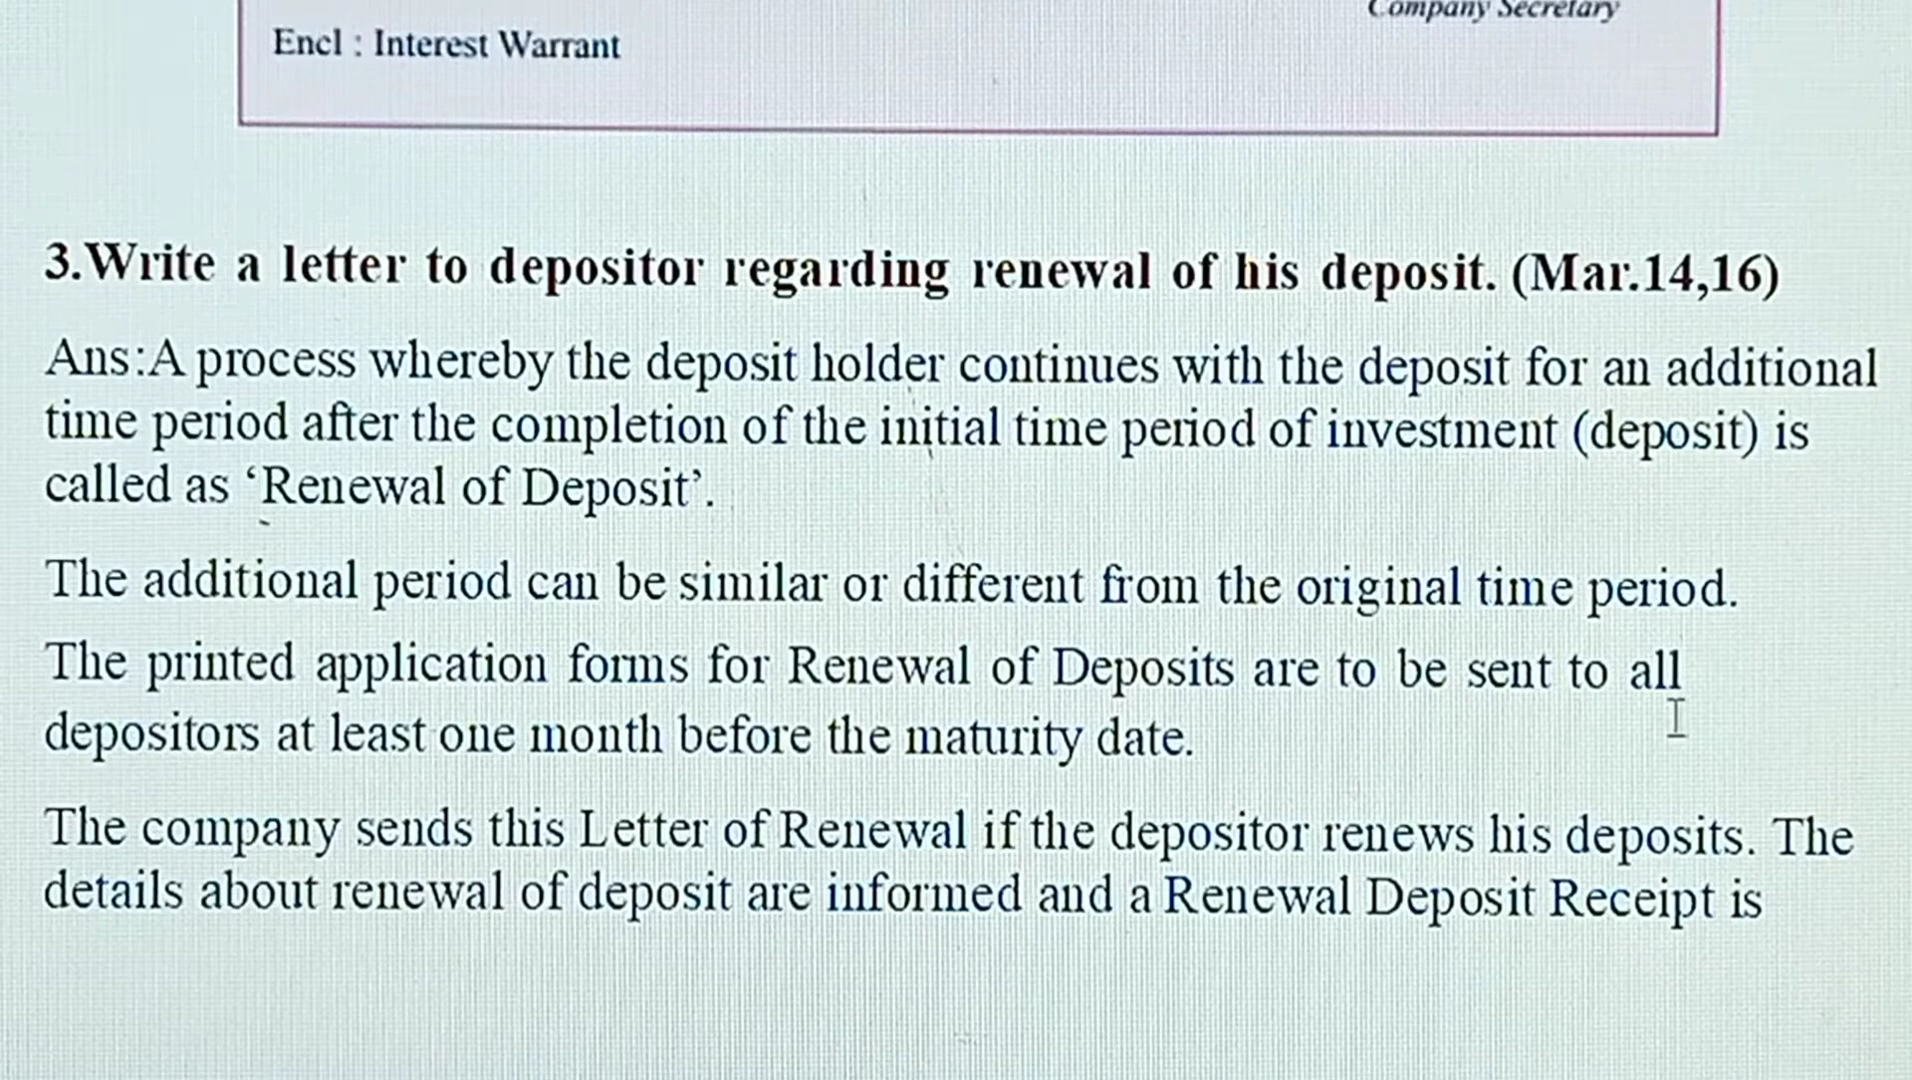 Company Secretary
Encl : Interest Warrant
3.Write a letter to depositor regarding renewal of his deposit. (Mar.14,16)
Ans:A process whereby the deposit holder continues with the deposit for an additional
time period after the completion of the initial time period of investment (deposit) is
called as ‘Renewal of Deposit’.
The additional period can be similar or different from the original time period.
The printed application forms for Renewal of Deposits are to be sent to all
depositors at least one month before the maturity date.
The company sends this Letter of Renewal if the depositor renews his deposits. The
details about renewal of deposit are informed and a Renewal Deposit Receipt is